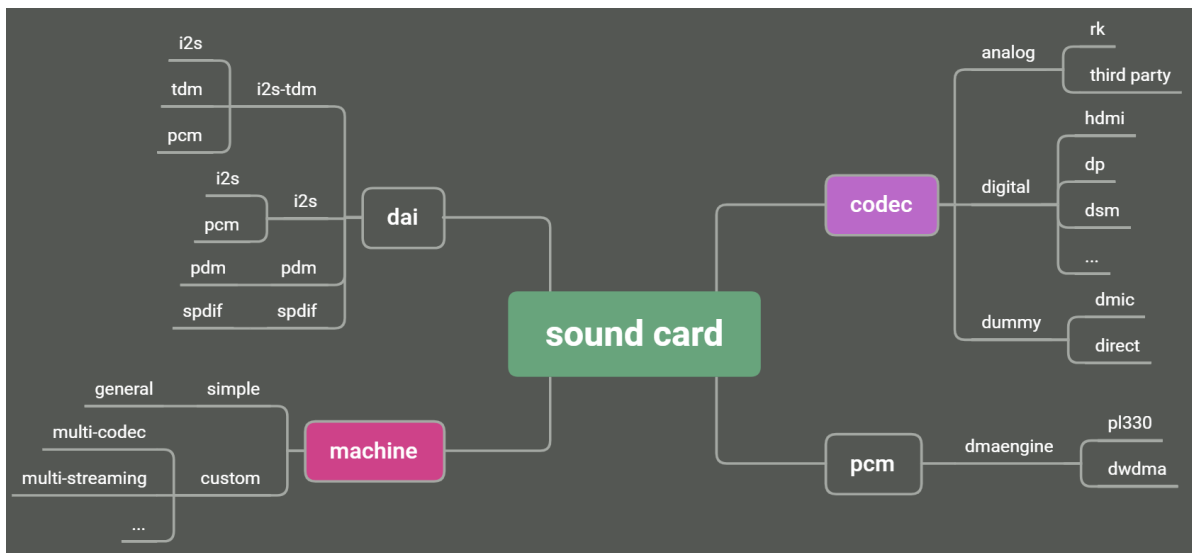 sound card
dai
i2s-tdm
i2s
tdm
pcm
i2s
i2s
pcm
pdm
pdm
spdif
spdif
machine
simple
general
custom
multi-codec
multi-streaming
...
codec
analog
rk
third party
digital
hdmi
dp
dsm
...
dummy
dmic
direct
pcm
dmaengine
pl330
dwdma